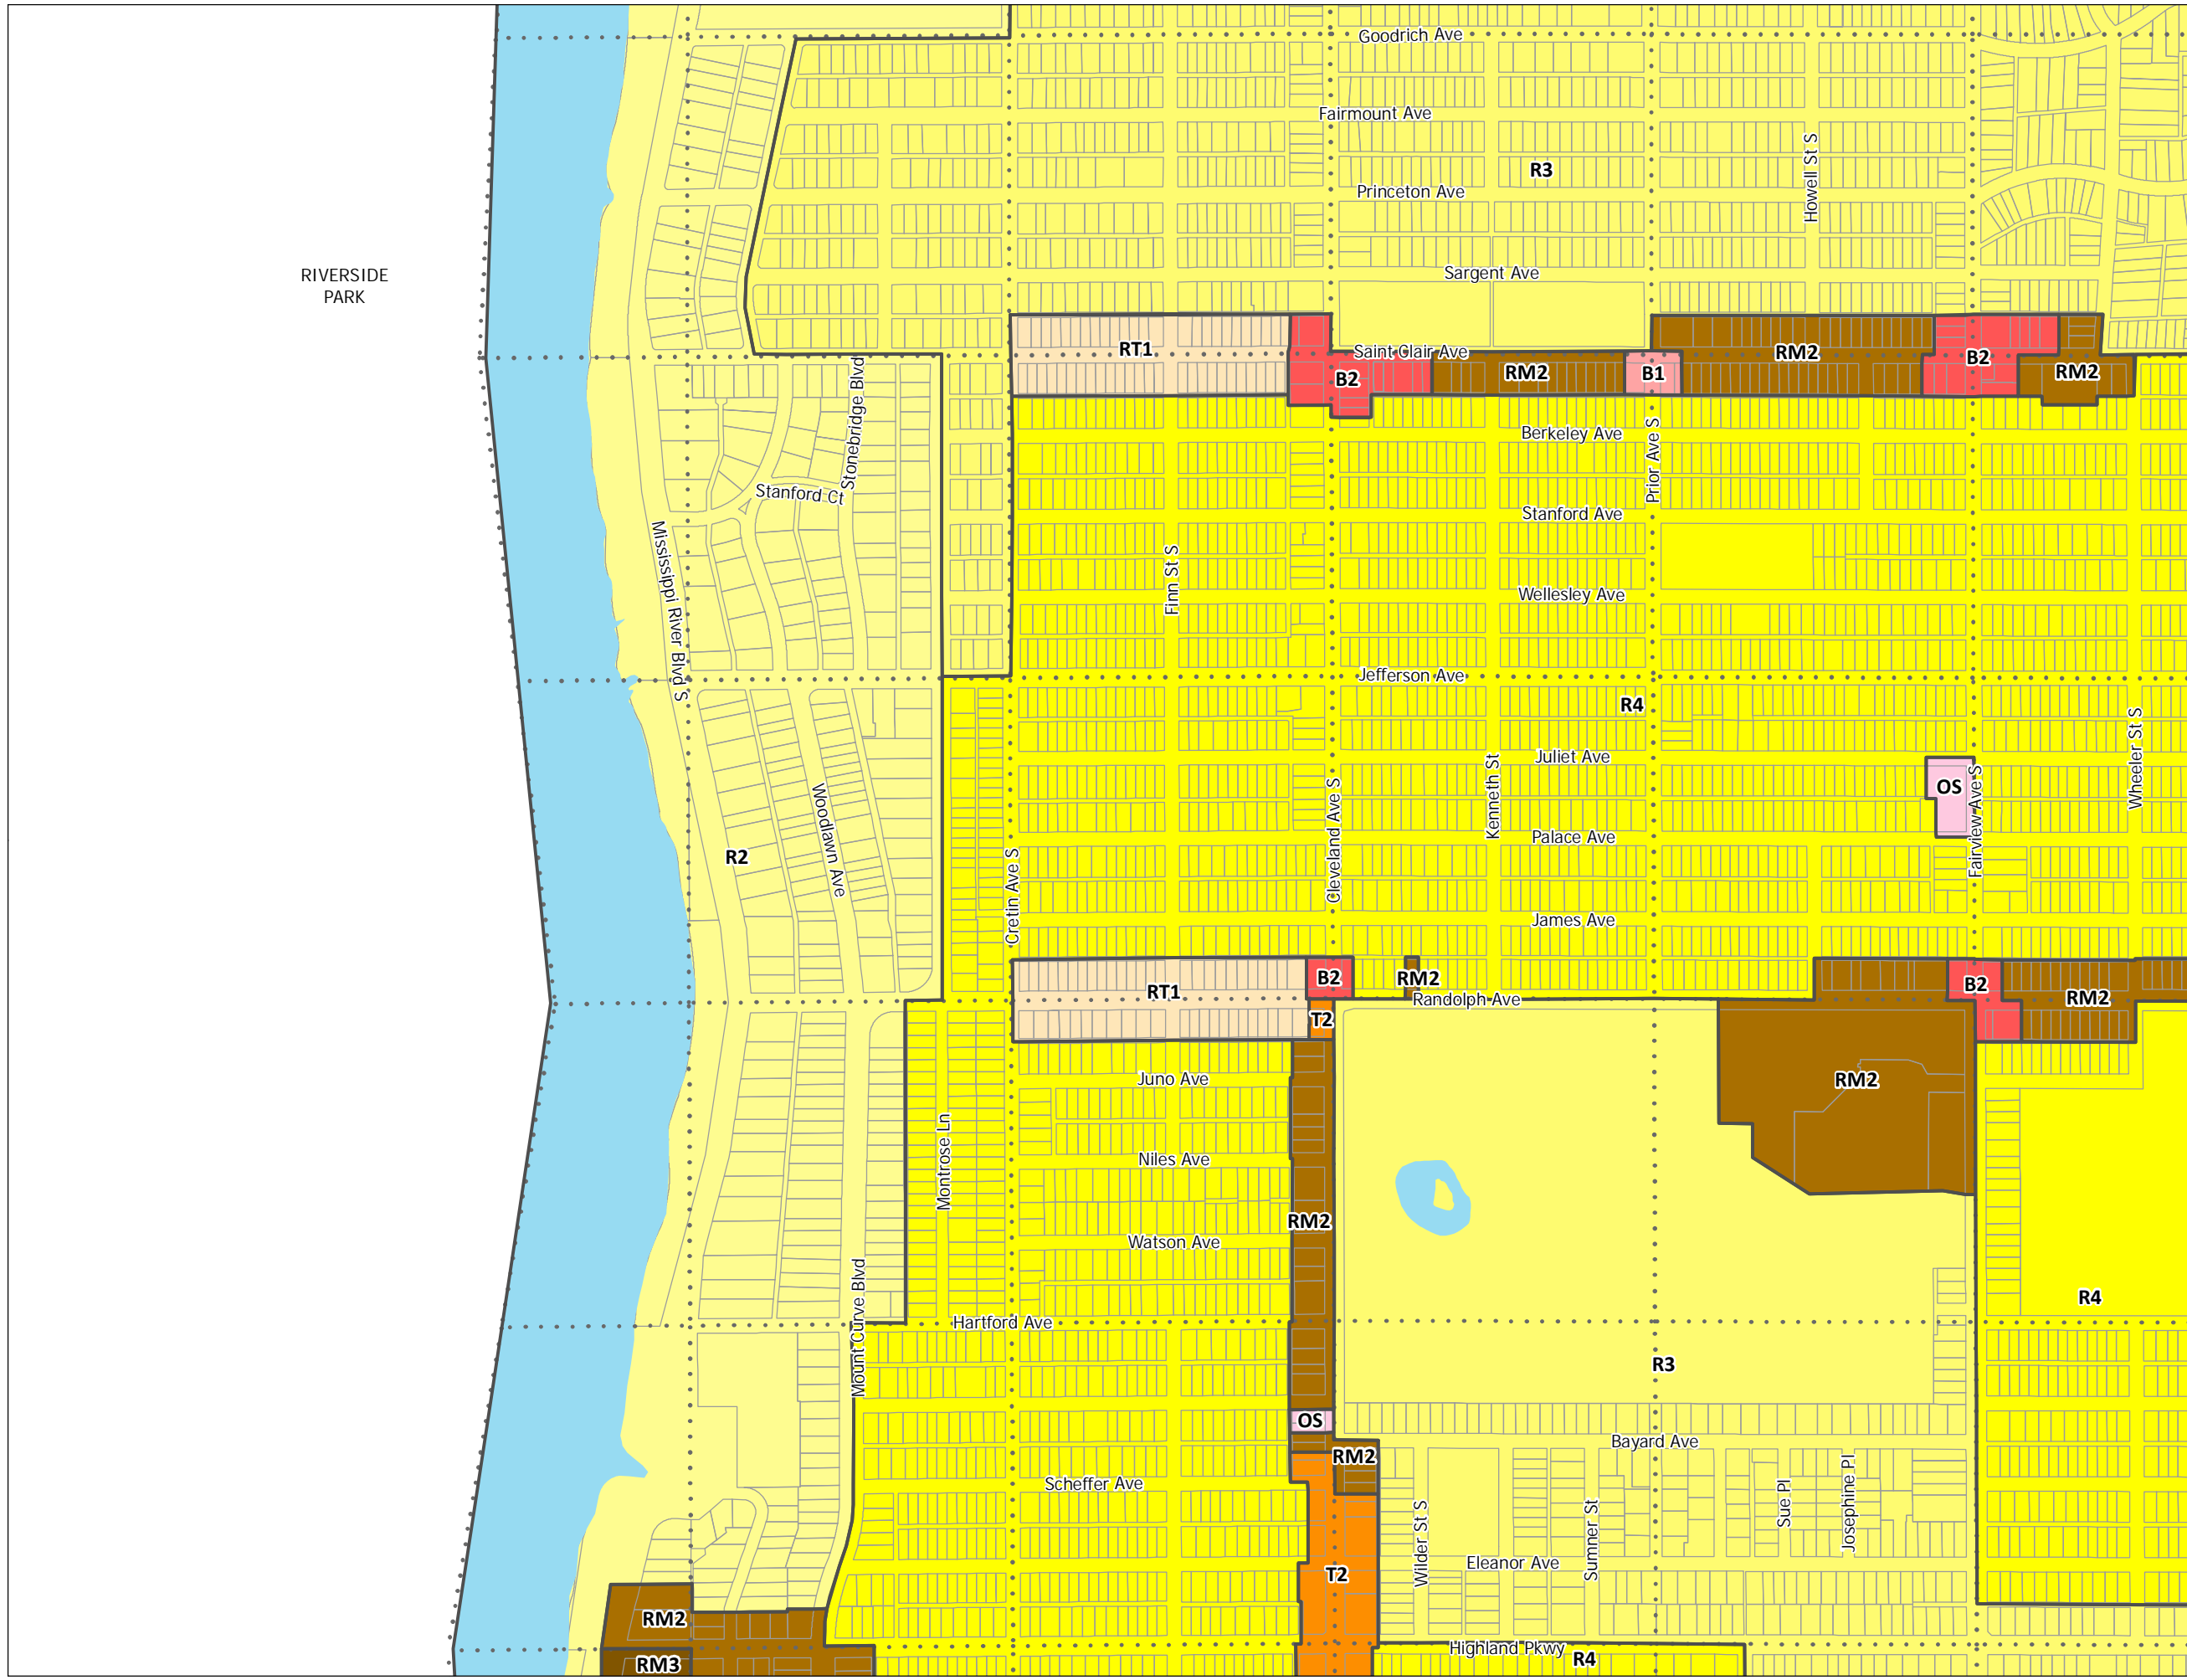 Goodrich Ave
Fairmount Ave
Howell St S
R3
Princeton Ave
Sargent Ave
RIVERSIDE
PARK
RT1
Saint Clair Ave
RM2
B2
B2
RM2
B1
RM2
Stonebridge Blvd
Berkeley Ave
Prior Ave S
Stanford Ct
Stanford Ave
Mississippi River Blvd S
Finn St S
Wellesley Ave
Jefferson Ave
R4
Wheeler St S
Juliet Ave
Kenneth St
OS
Fairview Ave S
Woodlawn Ave
Cleveland Ave S
Palace Ave
R2
Cretin Ave S
James Ave
B2
RM2
B2
RT1
Randolph Ave
RM2
T2
Juno Ave
RM2
Montrose Ln
Niles Ave
RM2
Watson Ave
R4
Mount Curve Blvd
Hartford Ave
R3
OS
Bayard Ave
RM2
Scheffer Ave
Sue Pl
Josephine Pl
Wilder St S
Sumner St
Eleanor Ave
T2
RM2
Highland Pkwy
RM3
R4